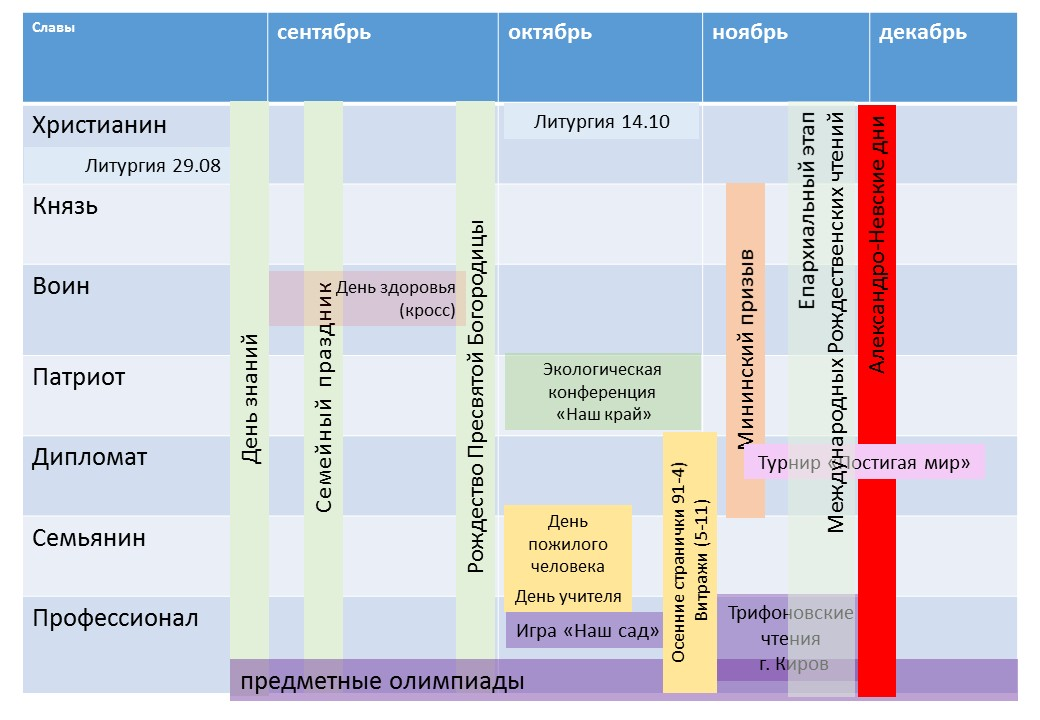 Славы
сентябрь
октябрь
ноябрь
декабрь
Христианин
Литургия 29.08
Литургия 14.10
Князь
Воин
День здоровья
(кросс)
Патриот
Экологическая
конференция
«Наш край»
Дипломат
Турнир «Постигая мир»
Семьянин
День
пожилого
человека
День учителя
Профессионал
Игра «Наш сад»
Трифоновские
чтения
г. Киров
предметные олимпиады
День знаний
Семейный праздник
Рождество Пресвятой Богородицы
Осенние странички 91-4)
Витражи (5-11)
Мининский призыв
Епархиальный этап
Международных Рождественских чтений
Александро-Невские дни